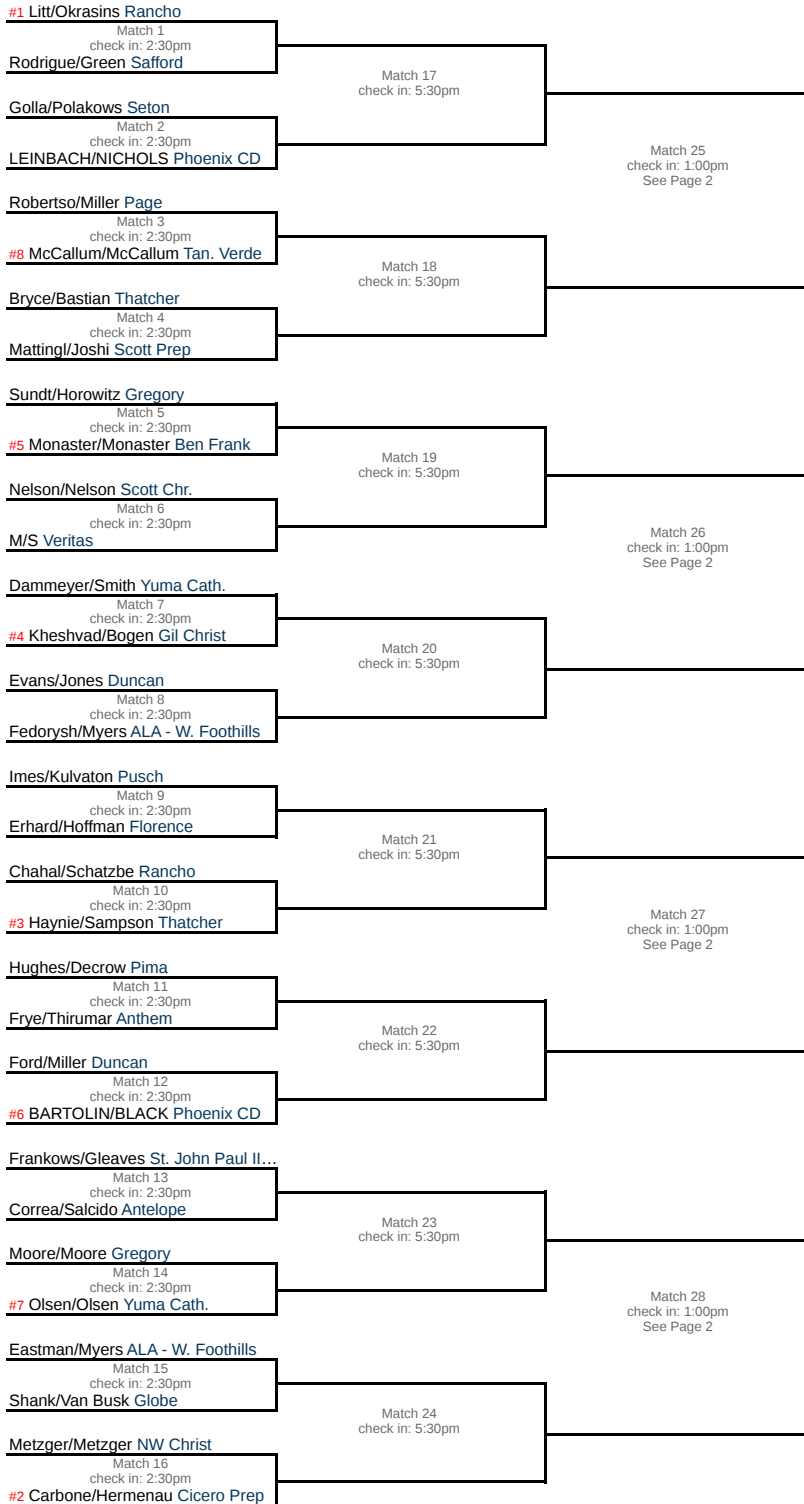 #1 Litt/Okrasins Rancho
Match 1
check in: 2:30pm
Rodrigue/Green Safford
Match 17
check in: 5:30pm
Golla/Polakows Seton
Match 2
check in: 2:30pm
LEINBACH/NICHOLS Phoenix CD
Match 25
check in: 1:00pm
See Page 2
Robertso/Miller Page
Match 3
check in: 2:30pm
#8 McCallum/McCallum Tan. Verde
Match 18
check in: 5:30pm
Bryce/Bastian Thatcher
Match 4
check in: 2:30pm
Mattingl/Joshi Scott Prep
Sundt/Horowitz Gregory
Match 5
check in: 2:30pm
#5 Monaster/Monaster Ben Frank
Match 19
check in: 5:30pm
Nelson/Nelson Scott Chr.
Match 6
check in: 2:30pm
M/S Veritas
Match 26
check in: 1:00pm
See Page 2
Dammeyer/Smith Yuma Cath.
Match 7
check in: 2:30pm
#4 Kheshvad/Bogen Gil Christ
Match 20
check in: 5:30pm
Evans/Jones Duncan
Match 8
check in: 2:30pm
Fedorysh/Myers ALA - W. Foothills
Imes/Kulvaton Pusch
Match 9
check in: 2:30pm
Erhard/Hoffman Florence
Match 21
check in: 5:30pm
Chahal/Schatzbe Rancho
Match 10
check in: 2:30pm
#3 Haynie/Sampson Thatcher
Match 27
check in: 1:00pm
See Page 2
Hughes/Decrow Pima
Match 11
check in: 2:30pm
Frye/Thirumar Anthem
Match 22
check in: 5:30pm
Ford/Miller Duncan
Match 12
check in: 2:30pm
#6 BARTOLIN/BLACK Phoenix CD
Frankows/Gleaves St. John Paul II…
Match 13
check in: 2:30pm
Correa/Salcido Antelope
Match 23
check in: 5:30pm
Moore/Moore Gregory
Match 14
check in: 2:30pm
#7 Olsen/Olsen Yuma Cath.
Match 28
check in: 1:00pm
See Page 2
Eastman/Myers ALA - W. Foothills
Match 15
check in: 2:30pm
Shank/Van Busk Globe
Match 24
check in: 5:30pm
Metzger/Metzger NW Christ
Match 16
check in: 2:30pm
#2 Carbone/Hermenau Cicero Prep